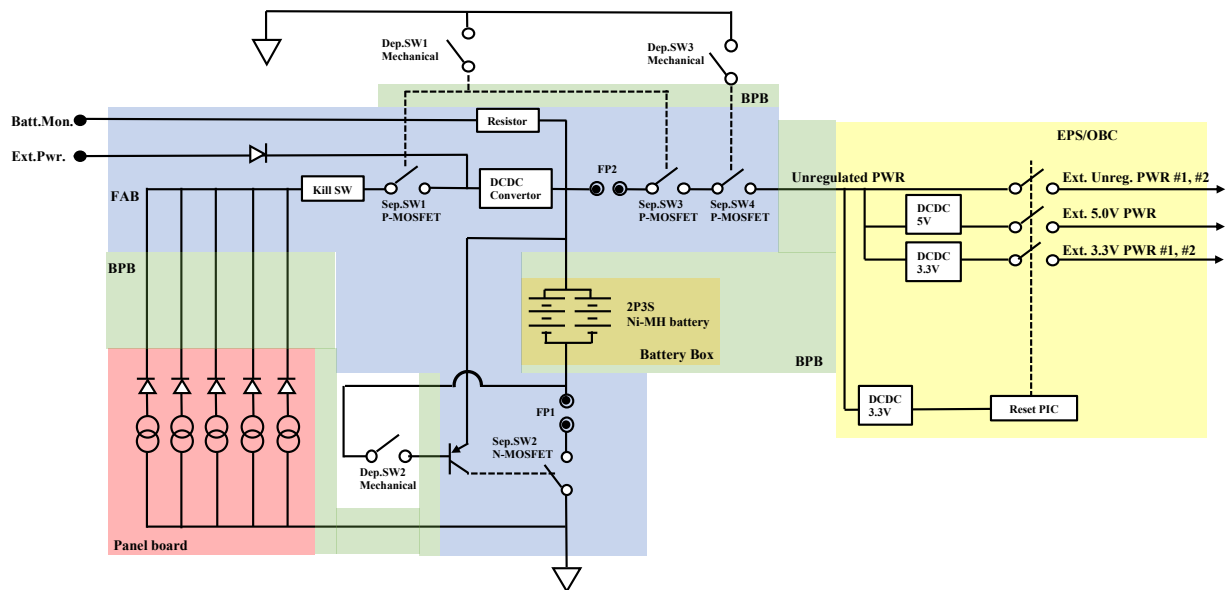 Dep.SW1
Mechanical
Dep.SW3
Mechanical
BPB
Batt.Mon.
Resistor
EPS/OBC
Ext.Pwr.
FP2
DCDC
Convertor
Unregulated PWR
Ext. Unreg. PWR #1, #2
FAB
Kill SW
Sep.SW1
P-MOSFET
Sep.SW3
P-MOSFET
Sep.SW4
P-MOSFET
DCDC
5V
Ext. 5.0V PWR
DCDC
3.3V
Ext. 3.3V PWR #1, #2
BPB
2P3S
Ni-MH battery
Battery Box
BPB
DCDC
3.3V
Reset PIC
FP1
Sep.SW2
N-MOSFET
Dep.SW2
Mechanical
Panel board